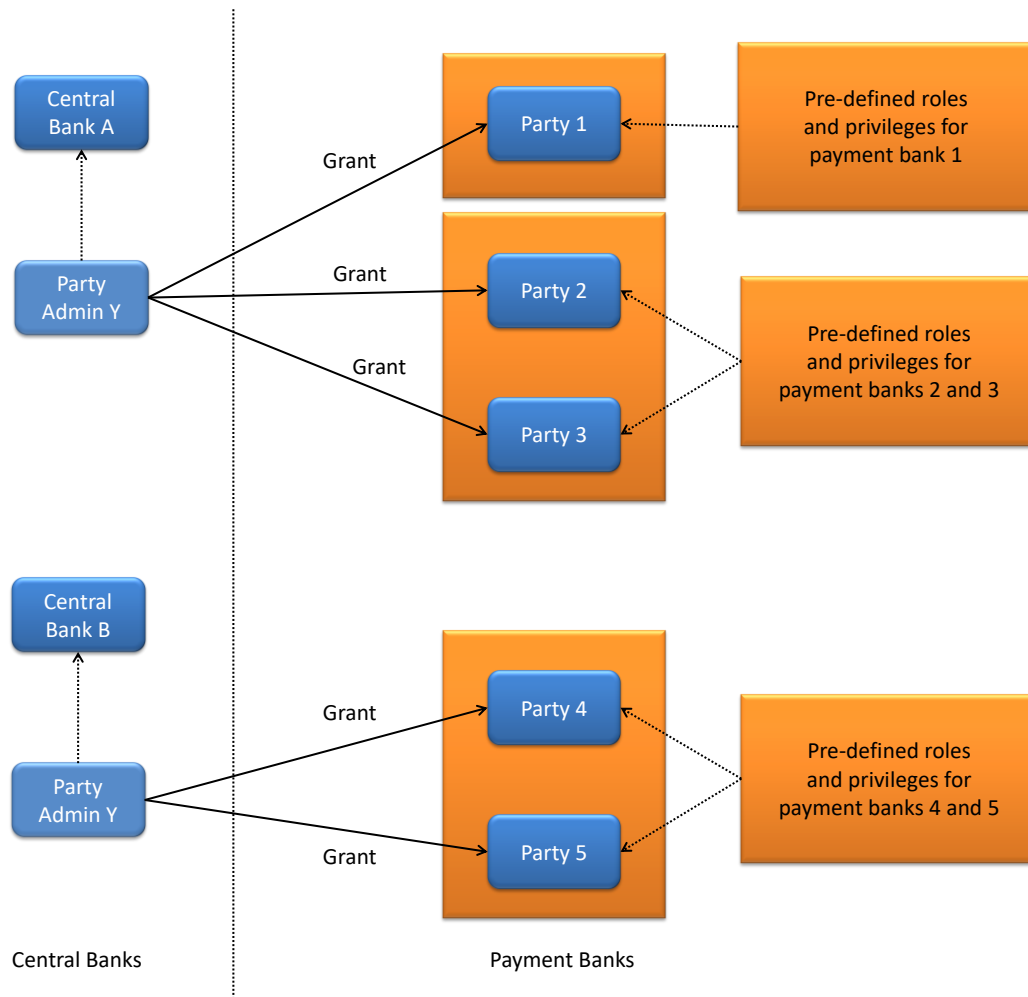 Central
Bank A
Party 1
Pre-defined roles
and privileges for
payment bank 1
Grant
Party
Admin Y
Grant
Party 2
Grant
Party 3
Pre-defined roles
and privileges for
payment banks 2 and 3
Central
Bank B
Party
Admin Y
Grant
Party 4
Grant
Party 5
Pre-defined roles
and privileges for
payment banks 4 and 5
Central Banks
Payment Banks